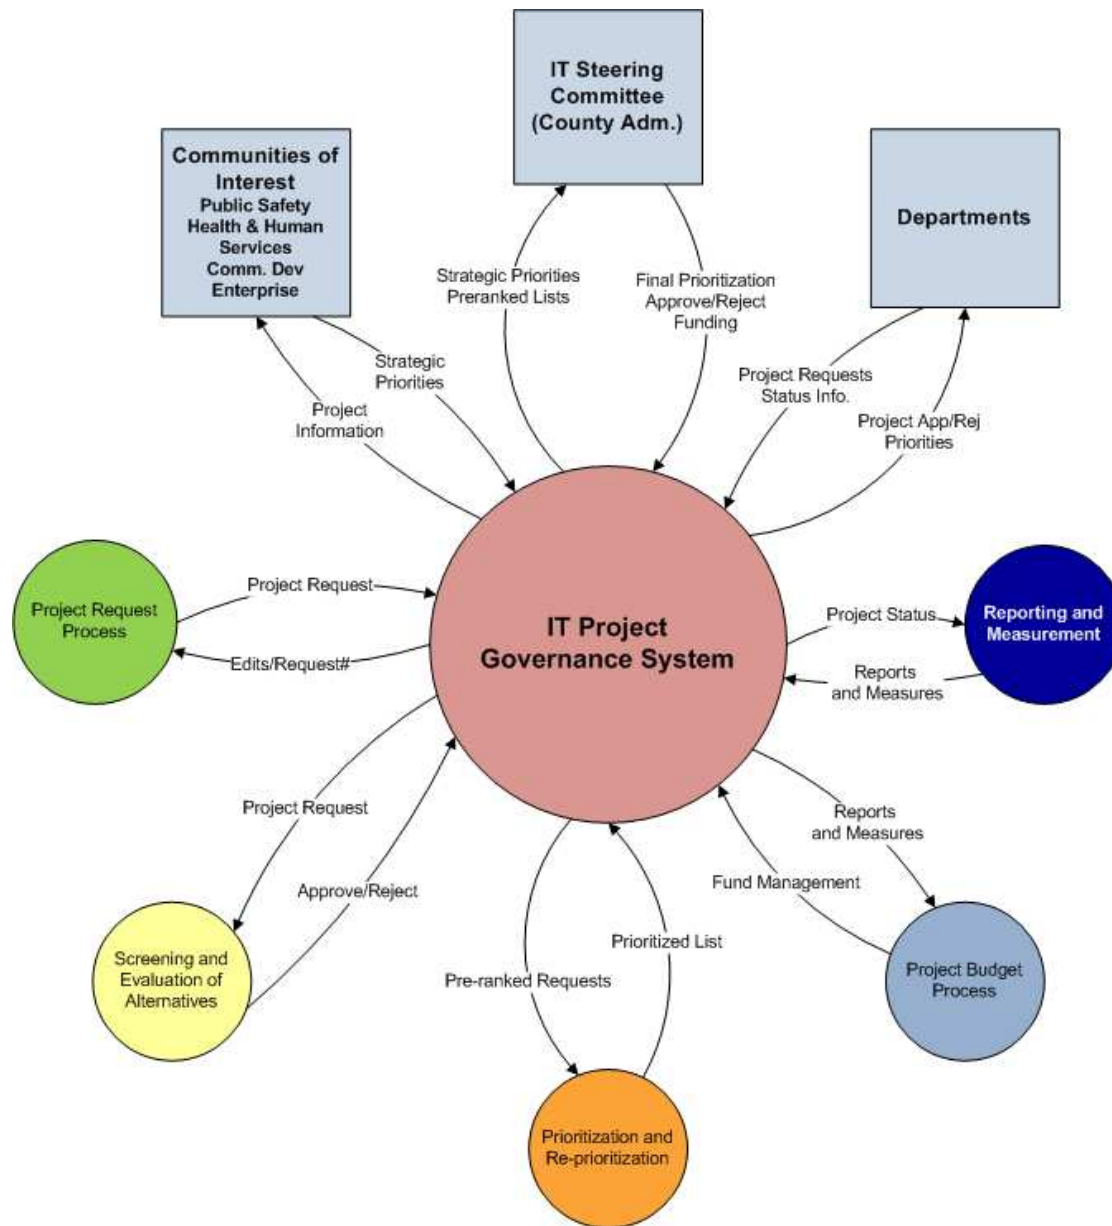 IT Steering
Committee
(County Adm.)
Communities of
Interest
Public Safety
Health & Human
Services
Comm. Dev
Enterprise
Departments
Strategic Priorities
Preranked Lists
Final Prioritization
Approve/Reject
Funding
Strategic
Priorities
Project
Information
Project Requests
Status Info.
Project App/Rej
Priorities
Project Request
Process
Project Request
Edits/Request#
IT Project
Governance System
Project Status
Reports
and Measures
Reporting and
Measurement
Project Request
Approve/Reject
Screening and
Evaluation of
Alternatives
Pre-ranked Requests
Prioritized List
Prioritization and
Re-prioritization
Reports
and Measures
Fund Management
Project Budget
Process